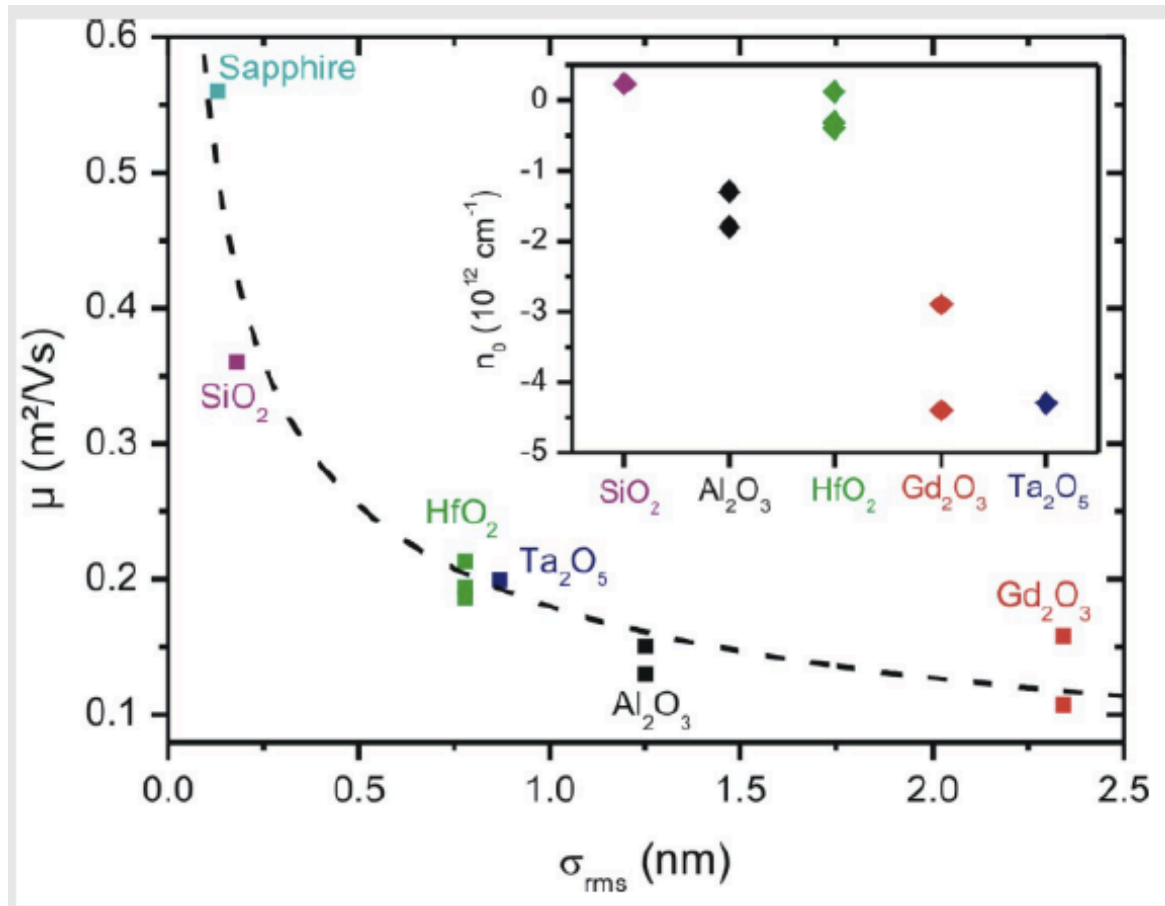 0.6
0.5
0.4
0.3
0.2
0.1
μ (m²/Vs)
0.0 0.5 1.0 1.5 2.0 2.5
σrms (nm)
Sapphire
SiO₂
HfO₂
Ta₂O₅
Al₂O₃
Gd₂O₃
0
-1
-2
-3
-4
-5
n₀ (10¹² cm⁻¹)
SiO₂ Al₂O₃ HfO₂ Gd₂O₃ Ta₂O₅